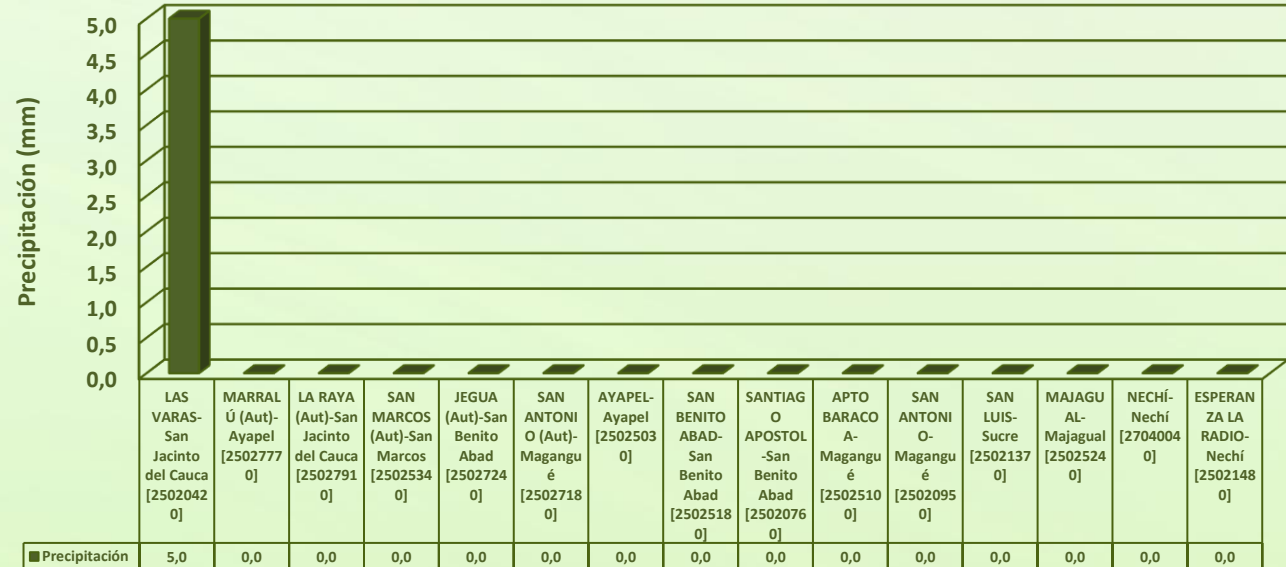 Precipitación (mm)
5,0
4,5
4,0
3,5
3,0
2,5
2,0
1,5
1,0
0,5
0,0
LAS
VARAS-
San
Jacinto
del Cauca
[2502042
0]
MARRAL
Ú (Aut)-
Ayapel
[2502777
0]
LA RAYA
(Aut)-San
Jacinto
del Cauca
[2502791
0]
SAN
MARCOS
(Aut)-San
Marcos
[2502534
0]
JEGUA
(Aut)-San
Benito
Abad
[2502724
0]
SAN
ANTONI
O (Aut)-
Magangu
é
[2502718
0]
AYAPEL-
Ayapel
[2502503
0]
SAN
BENITO
ABAD-
San
Benito
Abad
[2502518
0]
SANTIAG
O
APOSTOL
-San
Benito
Abad
[2502076
0]
APTO
BARACO
A-
Magangu
é
[2502510
0]
SAN
ANTONI
O-
Magangu
é
[2502095
0]
SAN
LUIS-
Sucre
[2502137
0]
MAJAGU
AL-
Majagual
[2502524
0]
NECHÍ-
Nechí
[2704004
0]
ESPERAN
ZA LA
RADIO-
Nechí
[2502148
0]
Precipitación 5,0 0,0 0,0 0,0 0,0 0,0 0,0 0,0 0,0 0,0 0,0 0,0 0,0 0,0 0,0